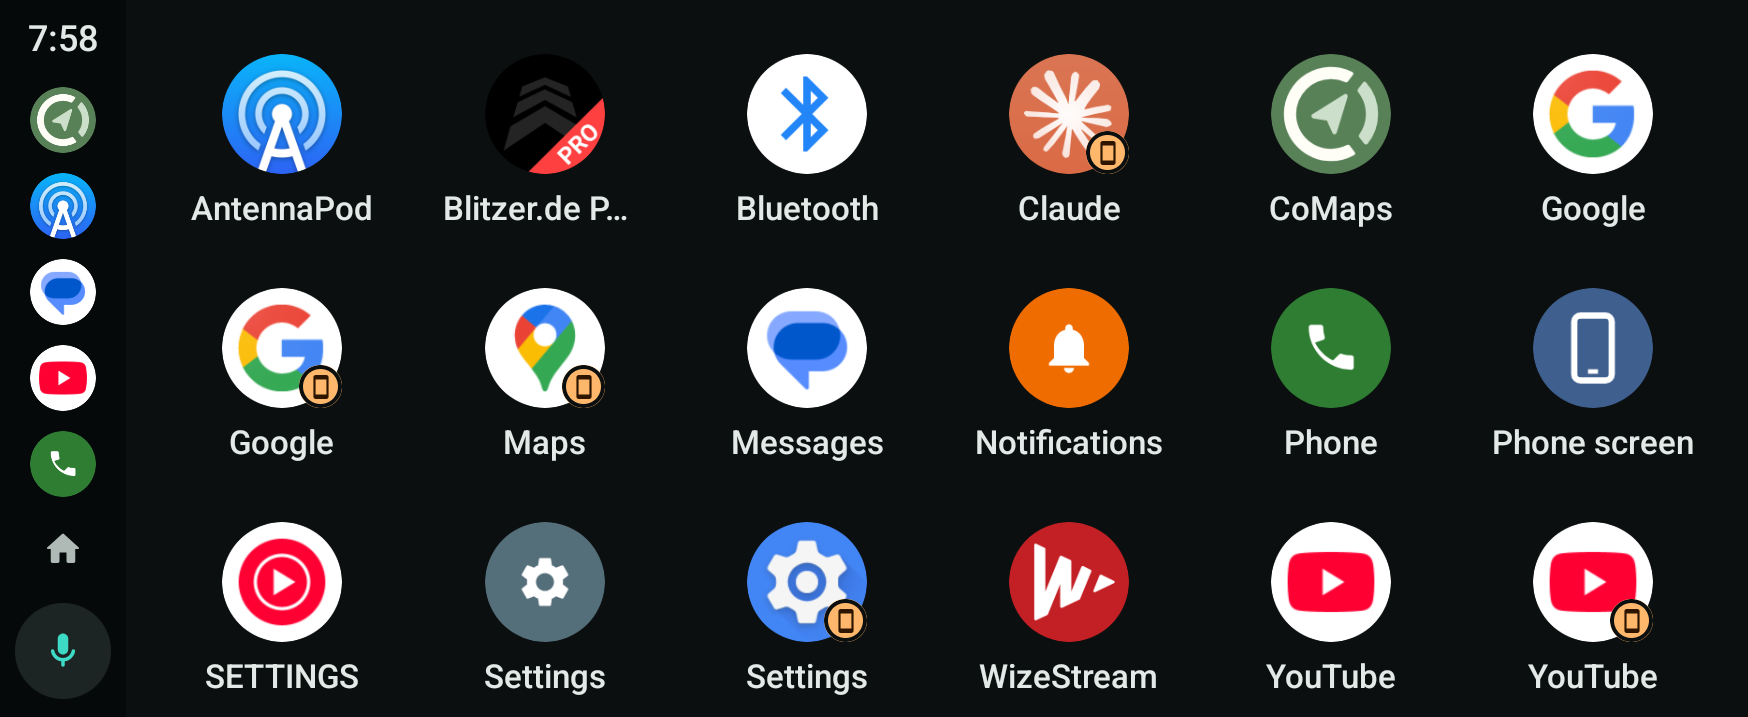 7:58
AntennaPod
PRO
Blitzer.de P...
Bluetooth
Claude
CoMaps
Google
Google
Maps
Messages
Notifications
Phone
Phone screen
SETTINGS
Settings
Settings
WizeStream
YouTube
YouTube